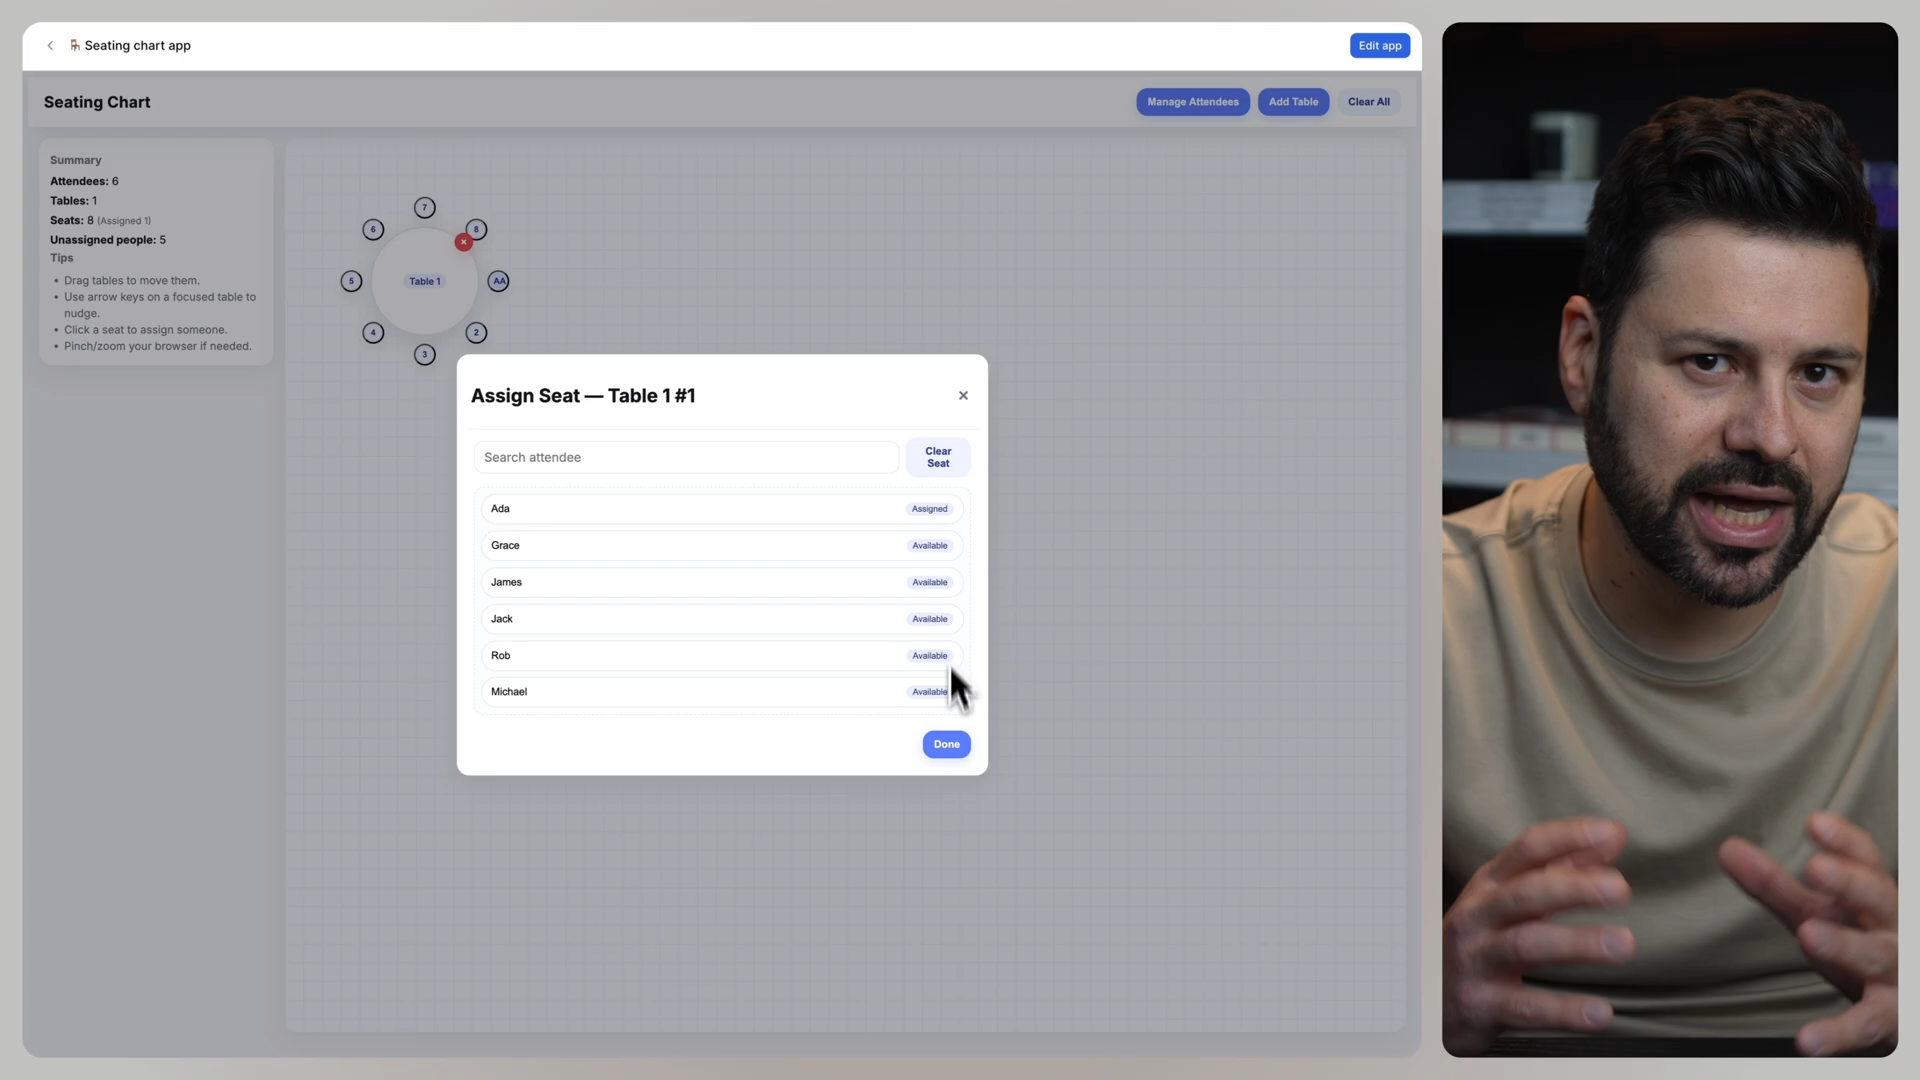 Seating chart app
Edit app
Seating Chart
Manage Attendees
Add Table
Clear All
Summary
Attendees: 6
Tables: 1
Seats: 8 (Assigned 1)
Unassigned people: 5
Tips
• Drag tables to move them.
• Use arrow keys on a focused table to
nudge.
• Click a seat to assign someone.
• Pinch/zoom your browser if needed.
7
6
8
×
5
Table 1
AA
4
2
3
Assign Seat — Table 1 #1
×
Search attendee
Clear
Seat
Ada
Assigned
Grace
Available
James
Available
Jack
Available
Rob
Available
Michael
Available
Done